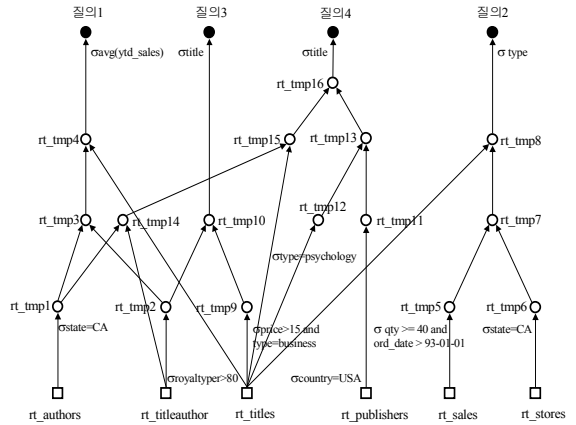 질의1 질의3 질의4 질의2
σavg(ytd_sales) σtitle σtitle σ type
rt_tmp16
rt_tmp4 rt_tmp15 rt_tmp13 rt_tmp8
rt_tmp3 rt_tmp14 rt_tmp10 rt_tmp12 rt_tmp11 rt_tmp7
σtype=psychology
rt_tmp1 rt_tmp2 rt_tmp9 rt_tmp5 rt_tmp6
σstate=CA σprice>15 and σ qty >= 40 and σstate=CA
type=business ord_date > 93-01-01
σroyaltyper>80 σcountry=USA
rt_authors rt_titleauthor rt_titles rt_publishers rt_sales rt_stores